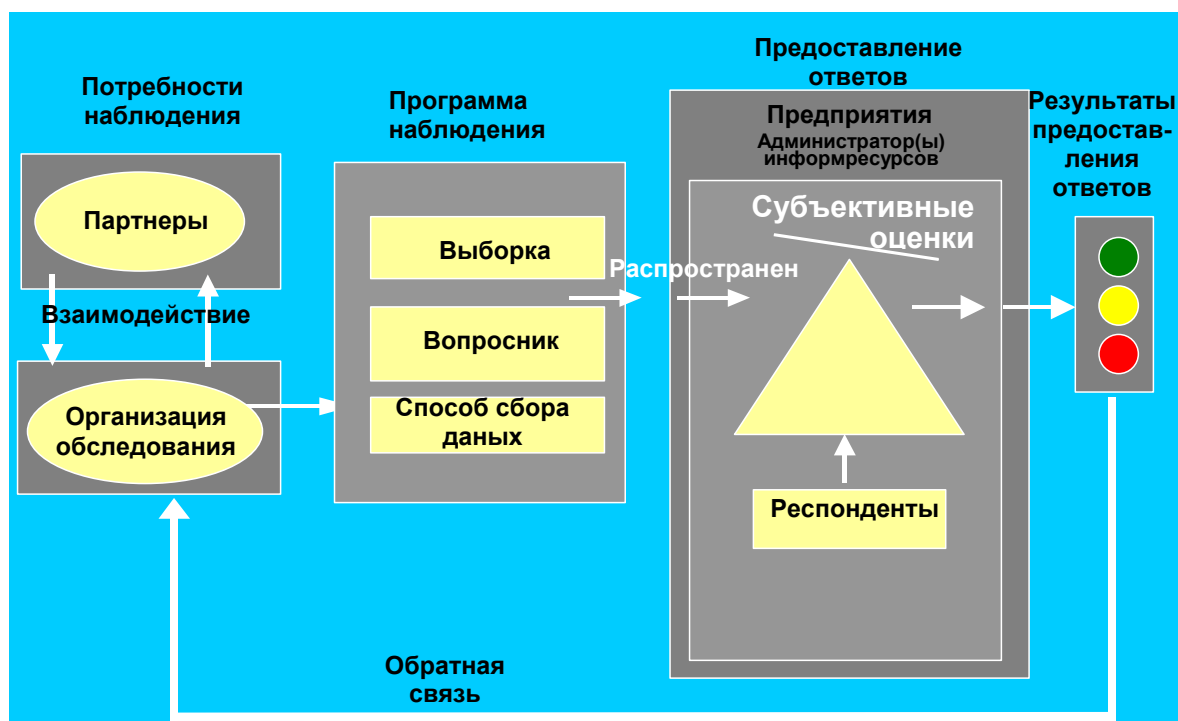 Потребности
наблюдения
Партнеры
Взаимодействие
Организация
обследования
Программа
наблюдения
Выборка
Вопросник
Способ сбора
даных
Распространен
Предоставление
ответов
Предприятия
Администратор(ы)
информресурсов
Субъективные
оценки
Респонденты
Результаты
предостав-
ления
ответов
Обратная
связь